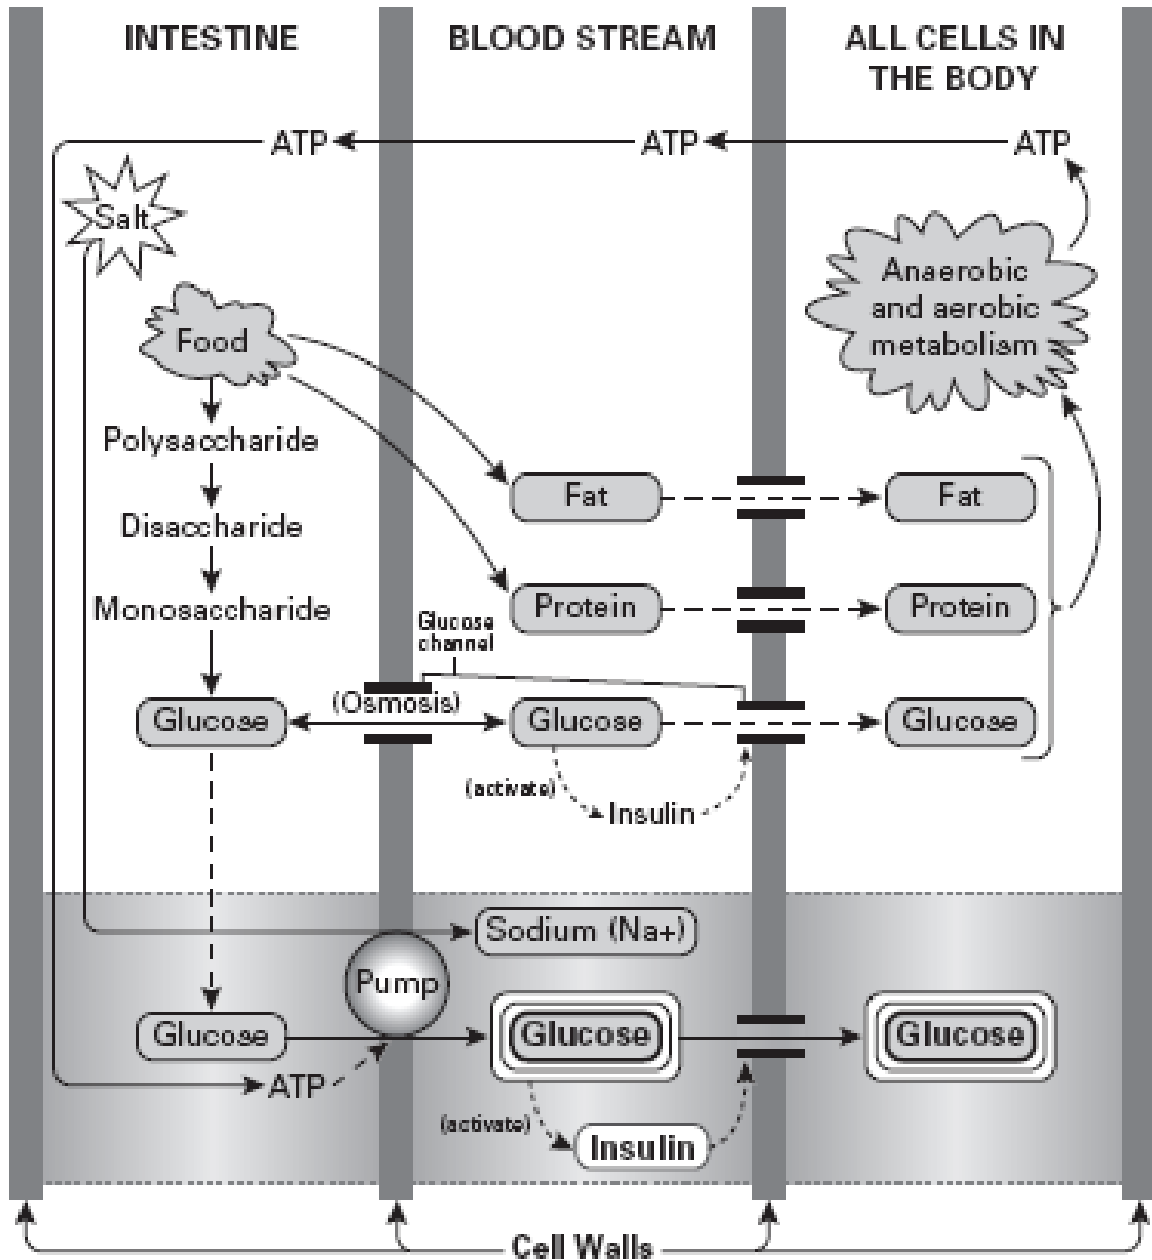 INTESTINE
BLOOD STREAM
ALL CELLS IN
THE BODY
ATP
ATP
ATP
Salt
Anaerobic
and aerobic
metabolism
Food
Polysaccharide
Fat
Fat
Disaccharide
Monosaccharide
Protein
Protein
Glucose
channel
(Osmosis)
Glucose
Glucose
Glucose
(activate)
Insulin
Sodium (Na+)
Pump
Glucose
Glucose
Glucose
ATP
(activate)
Insulin
Cell Walls